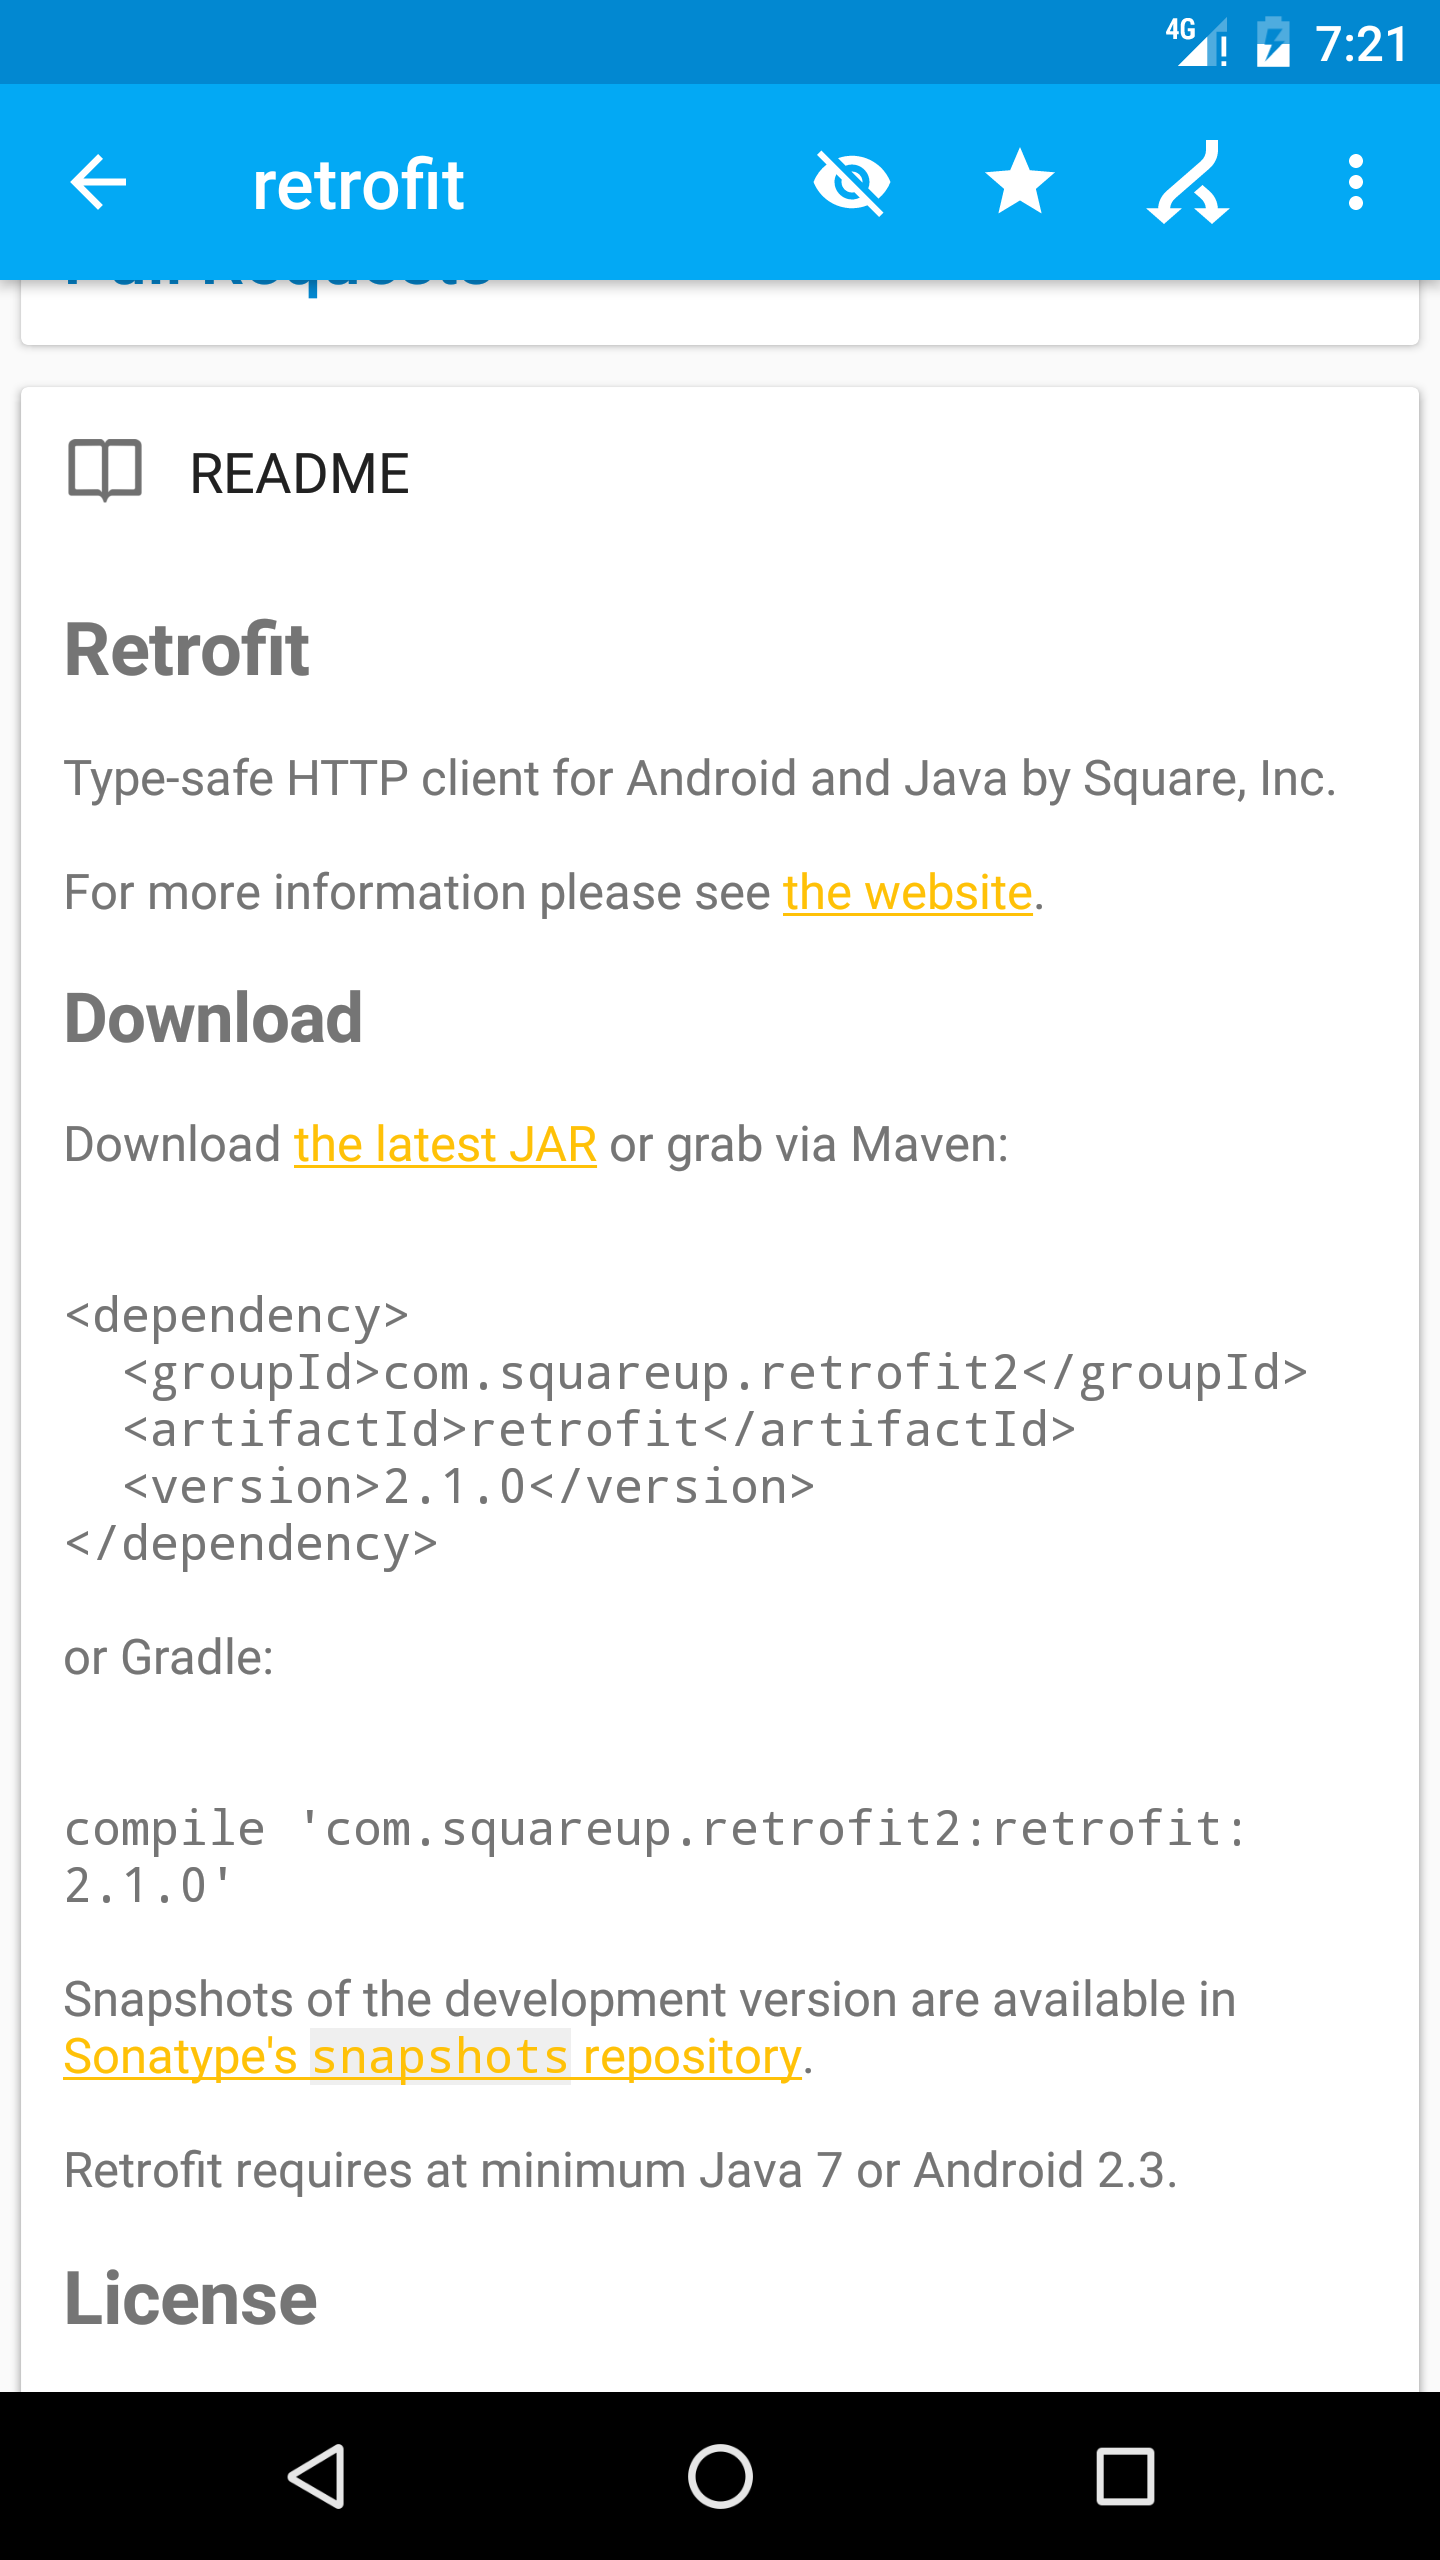 4G 7:21
retrofit
Pull Requests
README
Retrofit
Type-safe HTTP client for Android and Java by Square, Inc.
For more information please see the website.
Download
Download the latest JAR or grab via Maven:
<dependency>
  <groupId>com.squareup.retrofit2</groupId>
  <artifactId>retrofit</artifactId>
  <version>2.1.0</version>
</dependency>
or Gradle:
compile 'com.squareup.retrofit2:retrofit:
2.1.0'
Snapshots of the development version are available in
Sonatype's snapshots repository.
Retrofit requires at minimum Java 7 or Android 2.3.
License